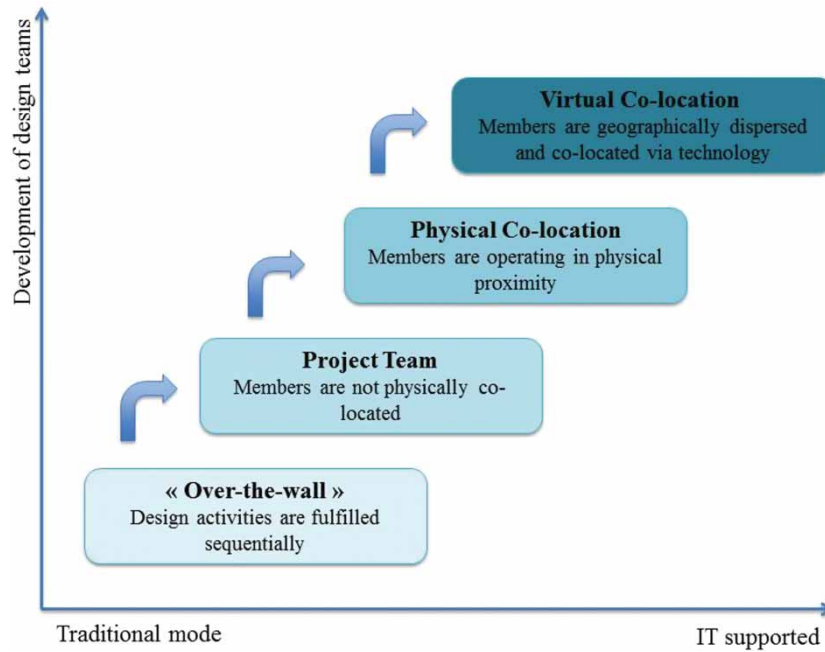 Development of design teams
Virtual Co-location
Members are geographically dispersed
and co-located via technology
Physical Co-location
Members are operating in physical
proximity
Project Team
Members are not physically co-
located
« Over-the-wall »
Design activities are fulfilled
sequentially
Traditional mode
IT supported